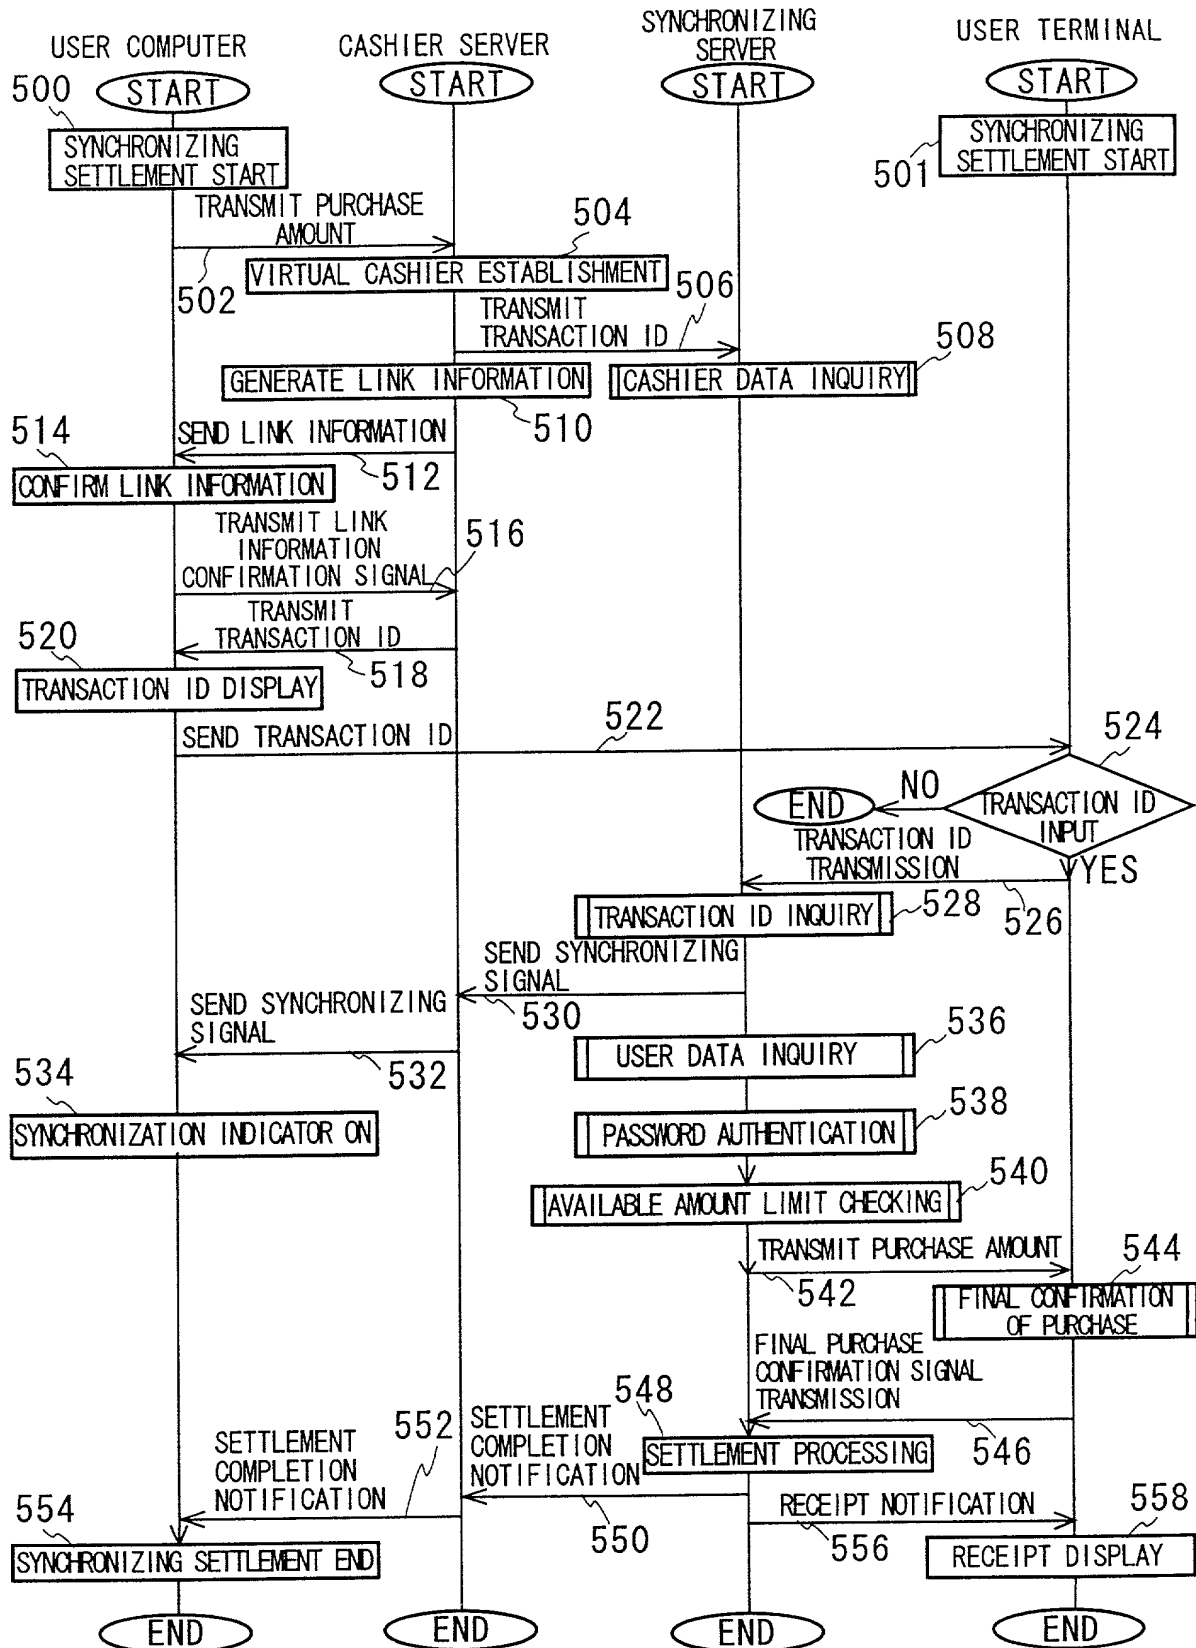 USER COMPUTER
CASHIER SERVER
SYNCHRONIZING
SERVER
USER TERMINAL
START
START
START
START
500
SYNCHRONIZING
SETTLEMENT START
501
SYNCHRONIZING
SETTLEMENT START
TRANSMIT PURCHASE
AMOUNT
502
504
VIRTUAL CASHIER ESTABLISHMENT
TRANSMIT
TRANSACTION ID
506
508
GENERATE LINK INFORMATION
CASHIER DATA INQUIRY
510
514
SEND LINK INFORMATION
512
CONFIRM LINK INFORMATION
TRANSMIT LINK
INFORMATION
CONFIRMATION SIGNAL
516
TRANSMIT
TRANSACTION ID
518
520
TRANSACTION ID DISPLAY
SEND TRANSACTION ID
522
524
TRANSACTION ID
INPUT
NO
END
YES
TRANSACTION ID
TRANSMISSION
526
TRANSACTION ID INQUIRY
528
SEND SYNCHRONIZING
SIGNAL
530
SEND SYNCHRONIZING
SIGNAL
532
534
SYNCHRONIZATION INDICATOR ON
USER DATA INQUIRY
536
PASSWORD AUTHENTICATION
538
AVAILABLE AMOUNT LIMIT CHECKING
540
TRANSMIT PURCHASE AMOUNT
542
544
FINAL CONFIRMATION
OF PURCHASE
FINAL PURCHASE
CONFIRMATION SIGNAL
TRANSMISSION
546
548
SETTLEMENT PROCESSING
SETTLEMENT
COMPLETION
NOTIFICATION
550
552
SETTLEMENT
COMPLETION
NOTIFICATION
554
SYNCHRONIZING SETTLEMENT END
RECEIPT NOTIFICATION
556
558
RECEIPT DISPLAY
END
END
END
END